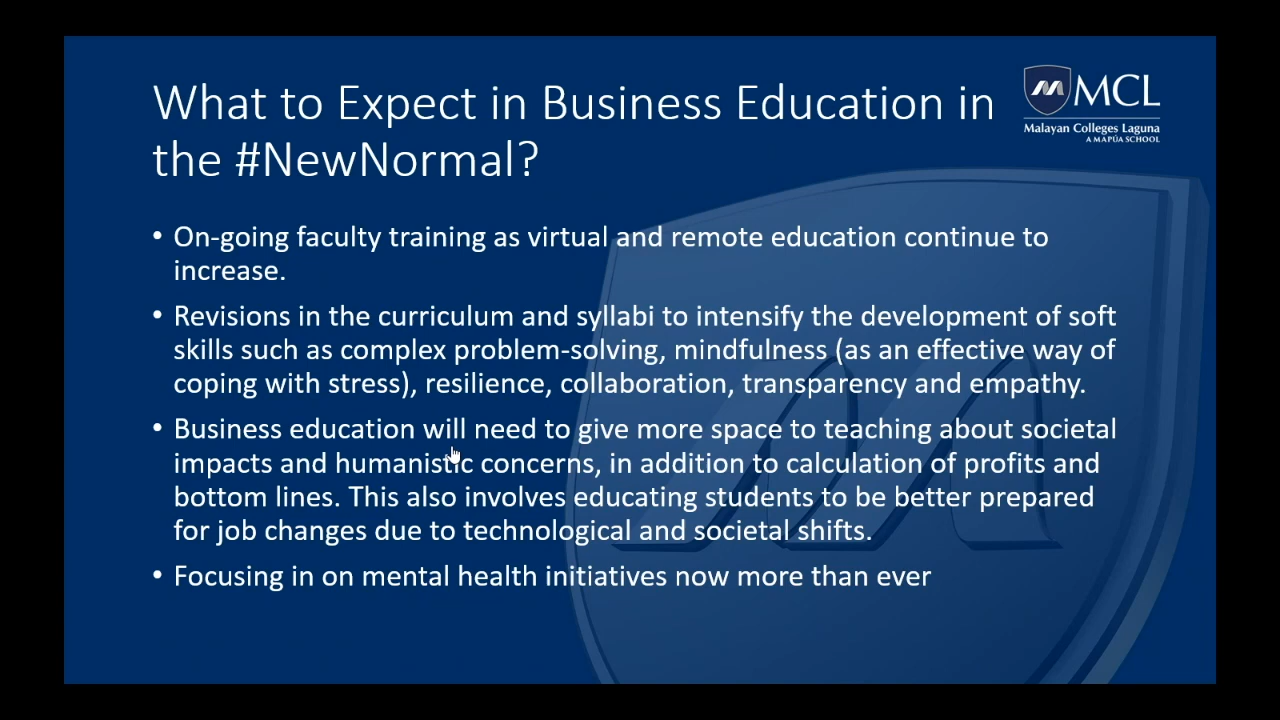 What to Expect in Business Education in
the #NewNormal?
MCL
Malayan Colleges Laguna
A MAPÚA SCHOOL
• On-going faculty training as virtual and remote education continue to
increase.
• Revisions in the curriculum and syllabi to intensify the development of soft
skills such as complex problem-solving, mindfulness (as an effective way of
coping with stress), resilience, collaboration, transparency and empathy.
• Business education will need to give more space to teaching about societal
impacts and humanistic concerns, in addition to calculation of profits and
bottom lines. This also involves educating students to be better prepared
for job changes due to technological and societal shifts.
• Focusing in on mental health initiatives now more than ever